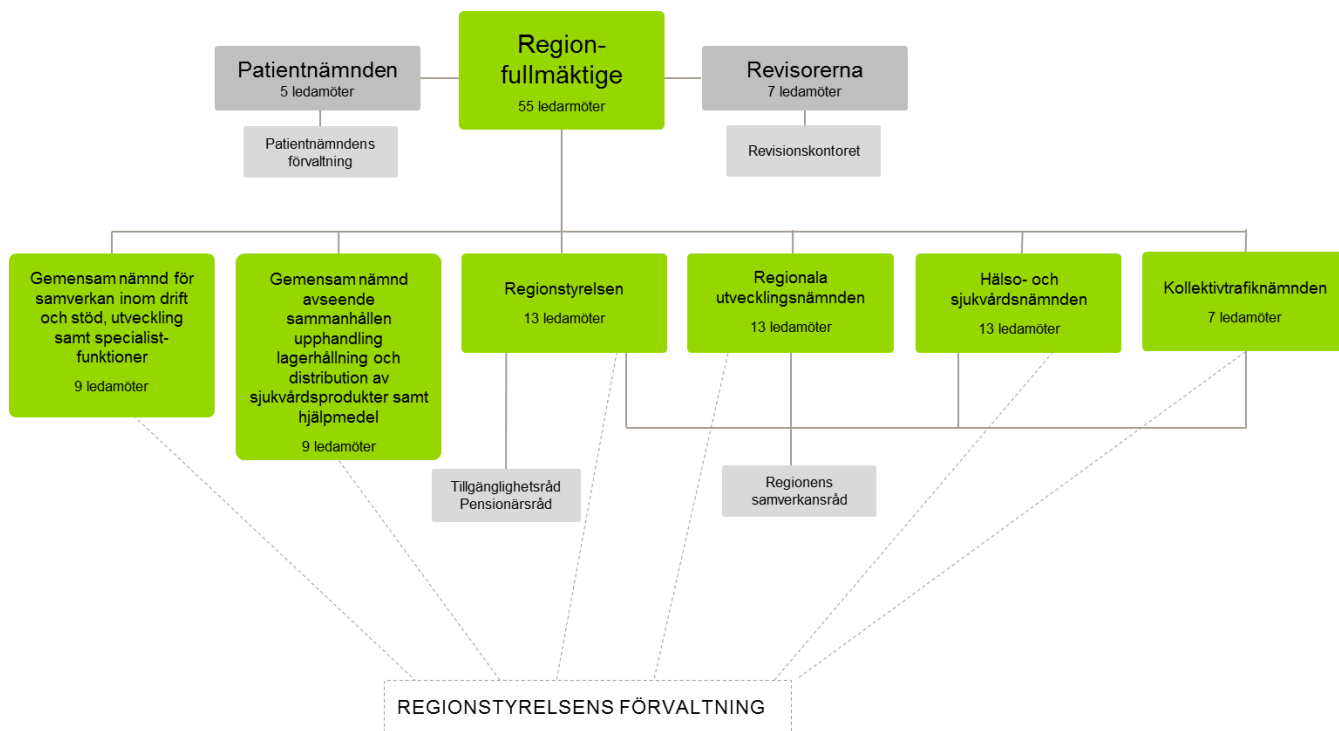 Region-
fullmäktige
55 ledarmöter
Patientnämnden
5 ledamöter
Revisorerna
7 ledamöter
Patientnämndens
förvaltning
Revisionskontoret
Gemensam nämnd för
samverkan inom drift
och stöd, utveckling
samt specialist-
funktioner
9 ledamöter
Gemensam nämnd
avseende
sammanhållen
upphandling
lagerhållning och
distribution av
sjukvårdsprodukter samt
hjälpmedel
9 ledamöter
Regionstyrelsen
13 ledamöter
Regionala
utvecklingsnämnden
13 ledamöter
Hälso- och
sjukvårdsnämnden
13 ledamöter
Kollektivtrafiknämnden
7 ledamöter
Tillgänglighetsråd
Pensionärsråd
Regionens
samverkansråd
REGIONSTYRELSENS FÖRVALTNING